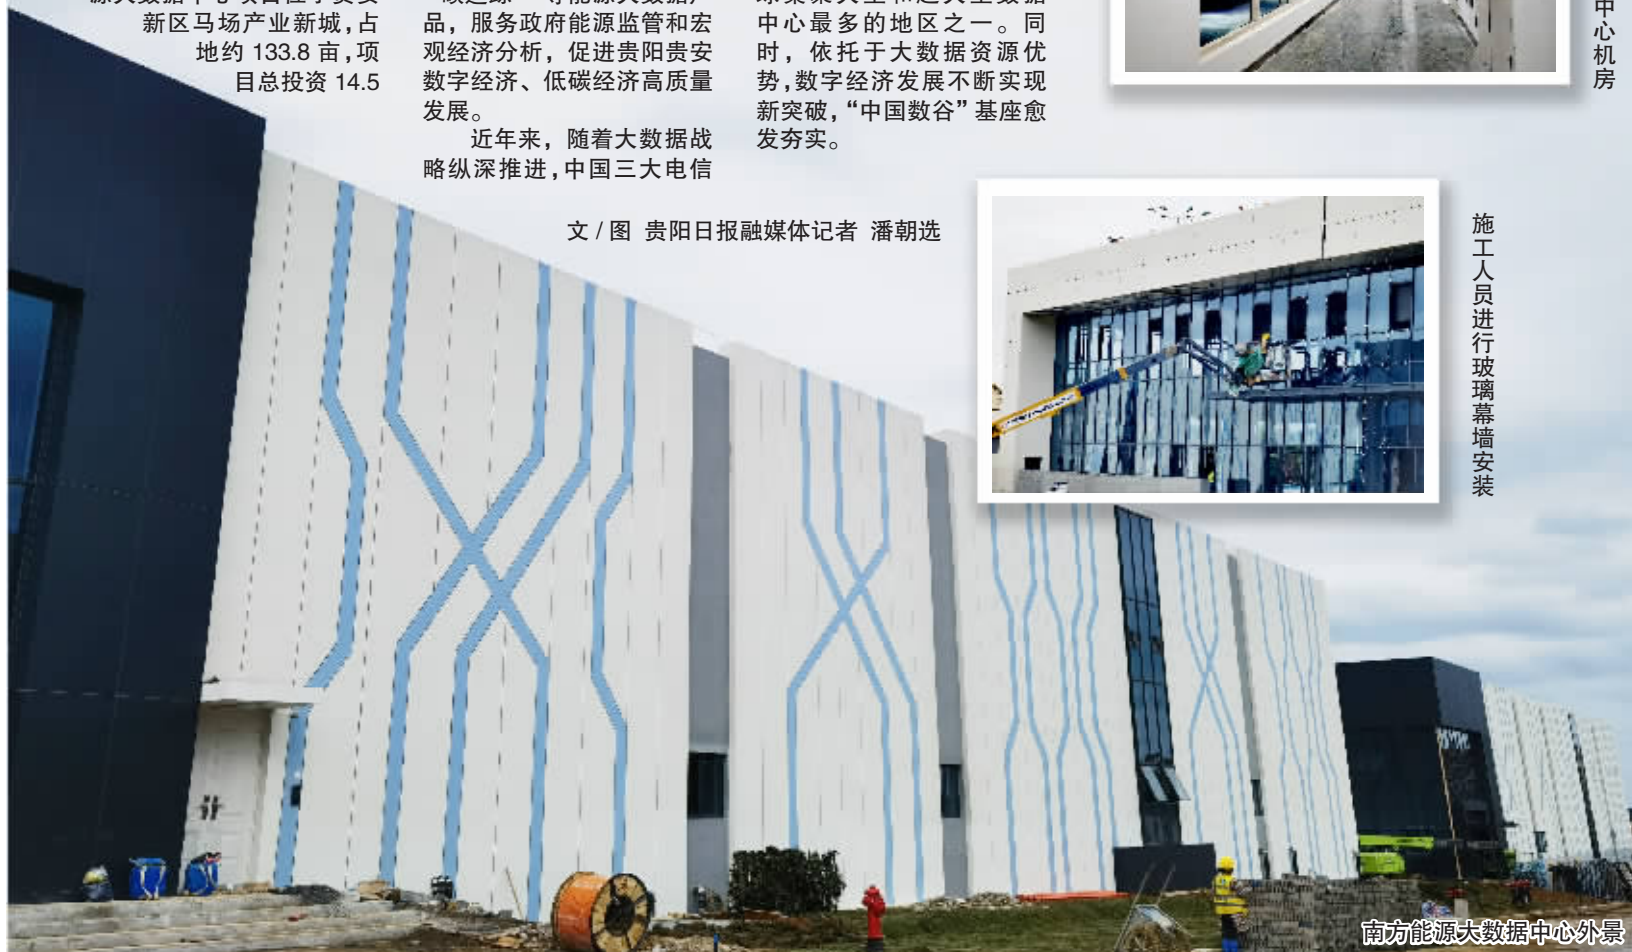 新区马场产业新城,占
地约 133.8 亩,项
目总投资 14.5
品，服务政府能源监管和宏
观经济分析，促进贵阳贵安
数字经济、低碳经济高质量
发展。
近年来，随着大数据战
略纵深推进,中国三大电信
中心最多的地区之一。同
时，依托于大数据资源优
势,数字经济发展不断实现
新突破，“中国数谷”基座愈
发夯实。
文/图 贵阳日报融媒体记者 潘朝选
中心机房
施工人员进行玻璃幕墙安装
南方能源大数据中心外景